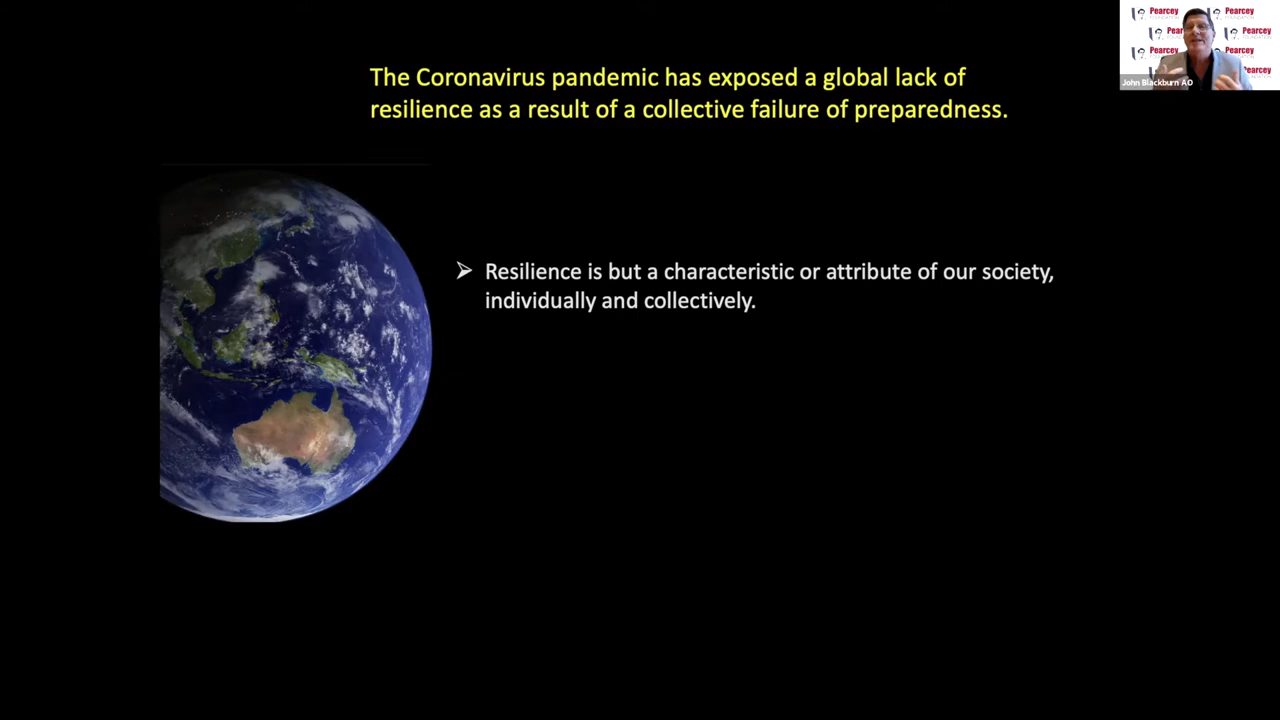 The Coronavirus pandemic has exposed a global lack of
resilience as a result of a collective failure of preparedness.
Resilience is but a characteristic or attribute of our society,
individually and collectively.
Pearcey
FOUNDATION
Pearcey
Pearcey
Pearcey
Pearcey
Pearcey
John Blackburn AO